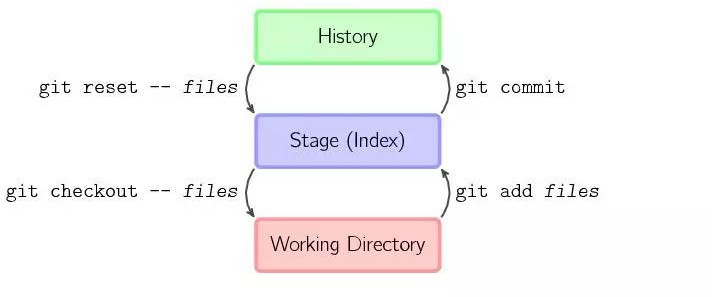 History
git reset -- files
git commit
Stage (Index)
git checkout -- files
git add files
Working Directory